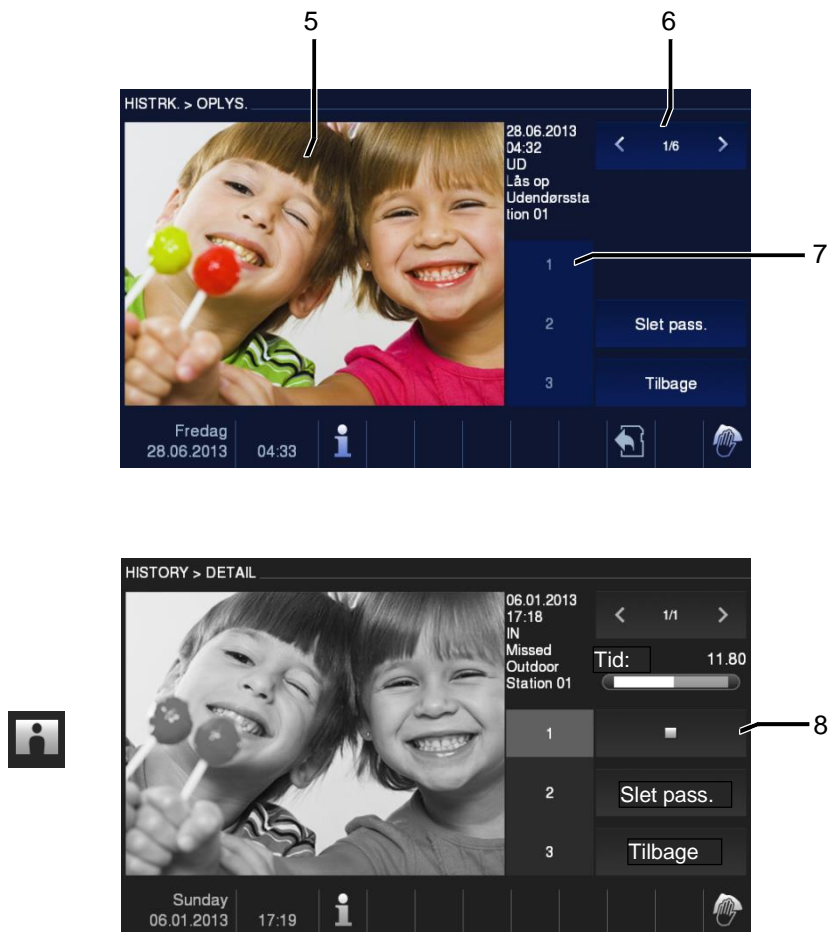 5
6
HISTRK. > OPLYS.
28.06.2013
04:32
UD
Lås op
Udendørssta
tion 01
1/6
7
1
2
Slet pass.
3
Tilbage
Fredag
28.06.2013
04:33
HISTORY > DETAIL
06.01.2013
17:18
IN
Missed
Outdoor
Station 01
1/1
Tid:
11.80
8
1
2
Slet pass.
3
Tilbage
Sunday
06.01.2013
17:19